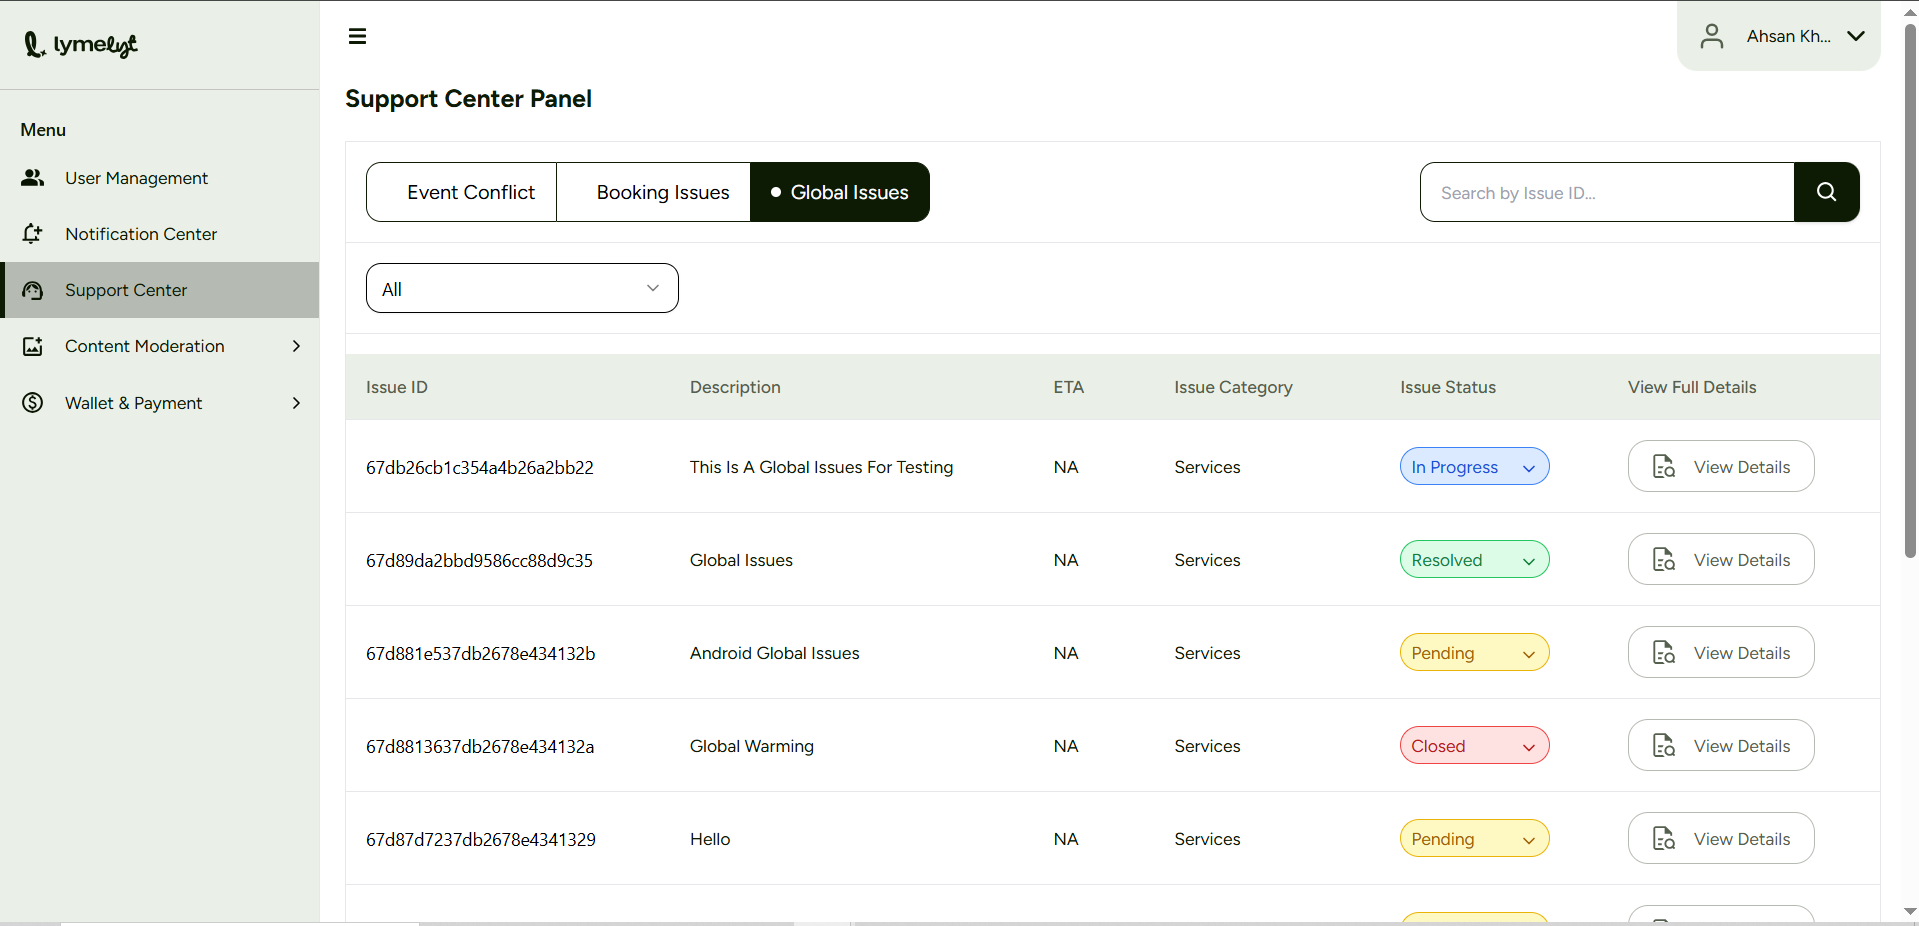 lymelyt
Ahsan Kh...
Support Center Panel
Menu
User Management
Notification Center
Support Center
Content Moderation
Wallet & Payment
Event Conflict
Booking Issues
Global Issues
Search by Issue ID...
All
Issue ID Description ETA Issue Category Issue Status View Full Details
67db26cb1c354a4b26a2bb22 This Is A Global Issues For Testing NA Services In Progress View Details
67d89da2bbd9586cc88d9c35 Global Issues NA Services Resolved View Details
67d881e537db2678e434132b Android Global Issues NA Services Pending View Details
67d8813637db2678e434132a Global Warming NA Services Closed View Details
67d87d7237db2678e4341329 Hello NA Services Pending View Details